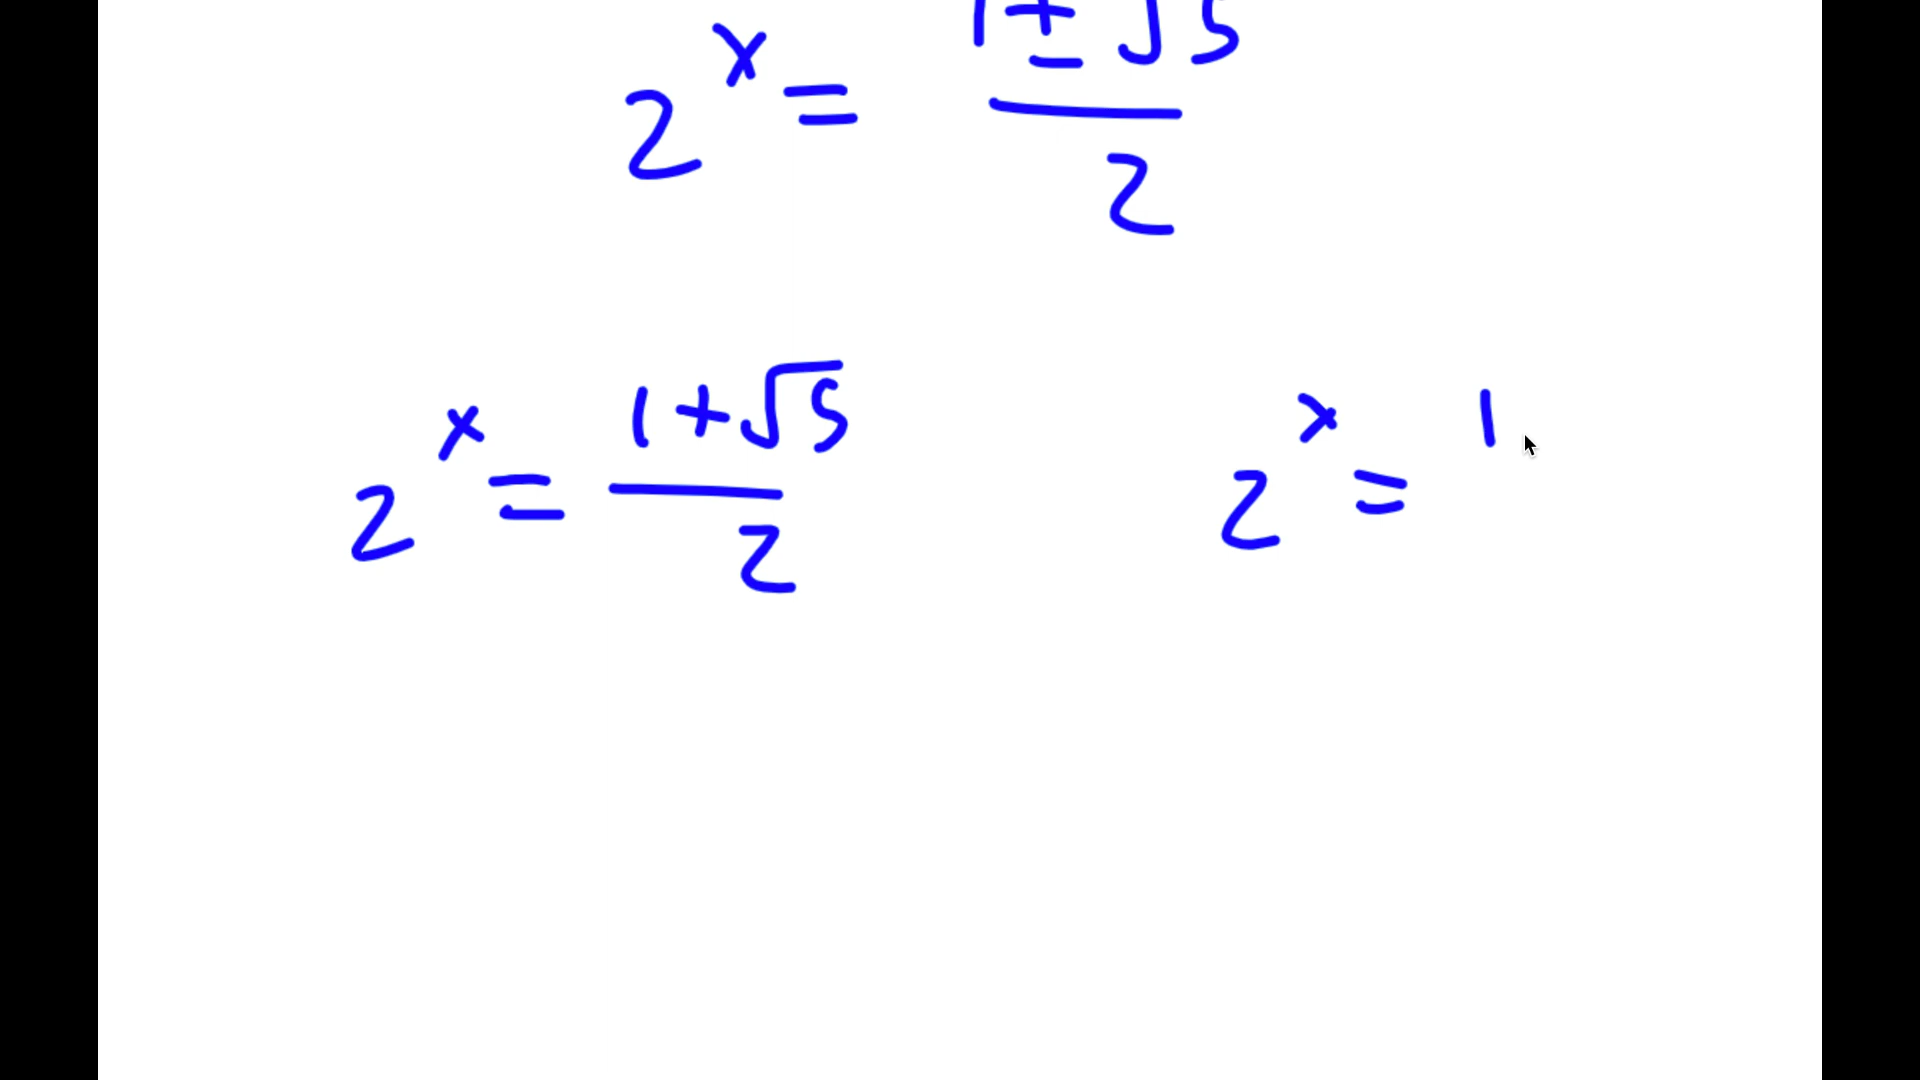 2^x = (1 ± √5)/2
2^x = (1 + √5)/2
2^x = 1